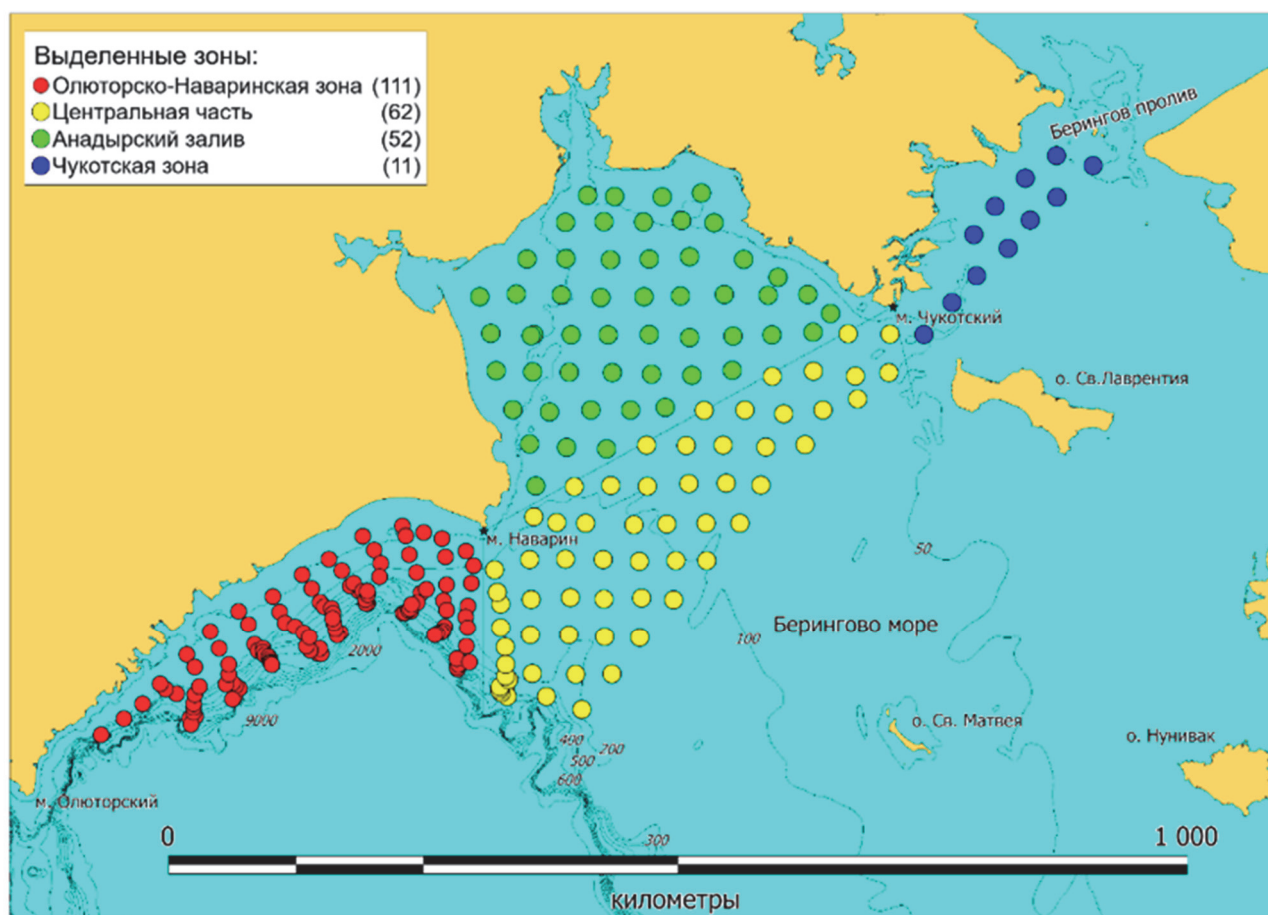 Выделенные зоны:
Олюторско-Наваринская зона (111)
Центральная часть (62)
Анадырский залив (52)
Чукотская зона (11)
Берингов пролив
м. Чукотский
о. Св.Лаврентия
м. Наварин
50
100
Берингово море
2000
9000
о. Св. Матвея
о. Нунивак
400
200
500
600
м. Олюторский
300
0
1 000
километры